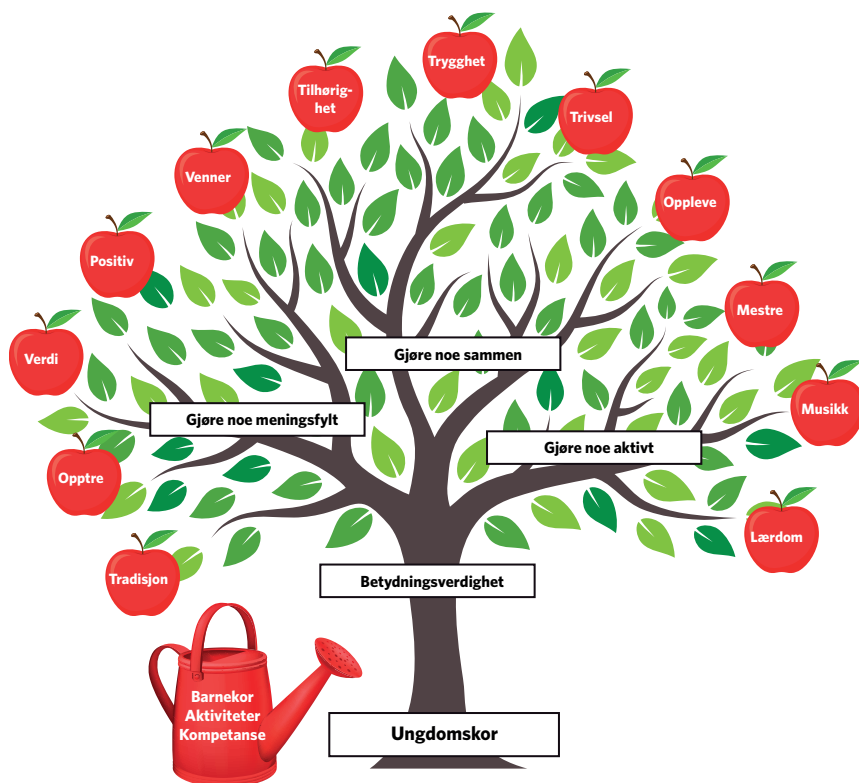 Trygghet
Tilhørig-
het
Trivsel
Venner
Oppleve
Positiv
Mestre
Verdi
Gjøre noe sammen
Musikk
Gjøre noe meningsfylt
Gjøre noe aktivt
Opptre
Lærdom
Tradisjon
Betydningsverdighet
Barnekor
Aktiviteter
Kompetanse
Ungdomskor